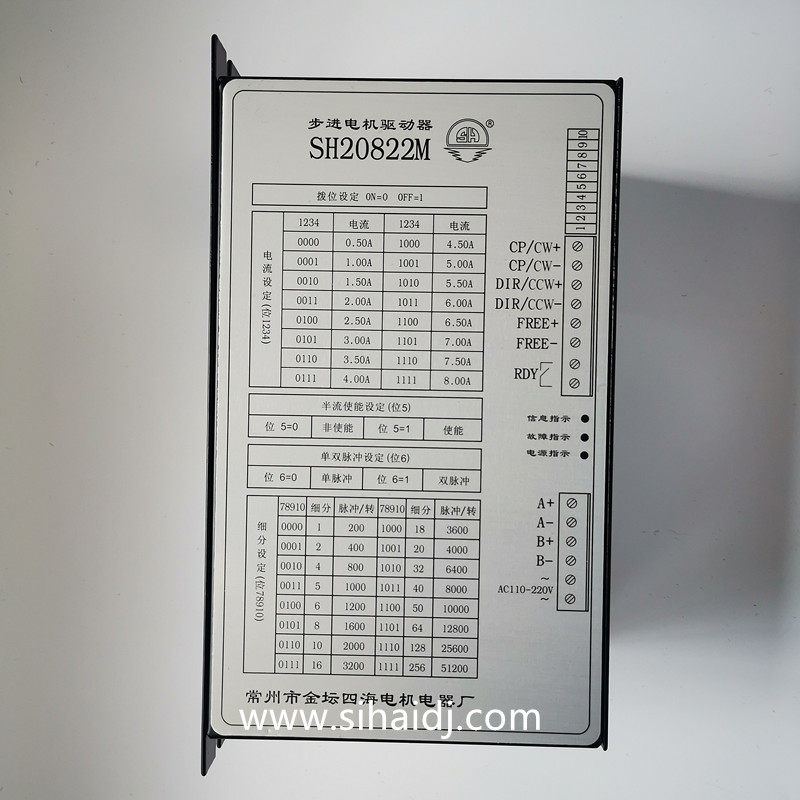 步进电机驱动器
SH ®
SH20822M
拨位设定 ON=0 OFF=1
电流设定(位1234)
1234 电流 1234 电流
0000 0.50A 1000 4.50A
0001 1.00A 1001 5.00A
0010 1.50A 1010 5.50A
0011 2.00A 1011 6.00A
0100 2.50A 1100 6.50A
0101 3.00A 1101 7.00A
0110 3.50A 1110 7.50A
0111 4.00A 1111 8.00A
半流使能设定(位5)
位 5=0 非使能 位 5=1 使能
单双脉冲设定(位6)
位 6=0 单脉冲 位 6=1 双脉冲
细分设定(位78910)
78910 细分 脉冲/转 78910 细分 脉冲/转
0000 1 200 1000 18 3600
0001 2 400 1001 20 4000
0010 4 800 1010 32 6400
0011 5 1000 1011 40 8000
0100 6 1200 1100 50 10000
0101 8 1600 1101 64 12800
0110 10 2000 1110 128 25600
0111 16 3200 1111 256 51200
1 2 3 4 5 6 7 8 9 10
CP/CW+
CP/CW-
DIR/CCW+
DIR/CCW-
FREE+
FREE-
RDY
信息指示
故障指示
电源指示
A+
A-
B+
B-
~
AC110-220V
~
常州市金坛四海电机电器厂
www.sihaidj.com